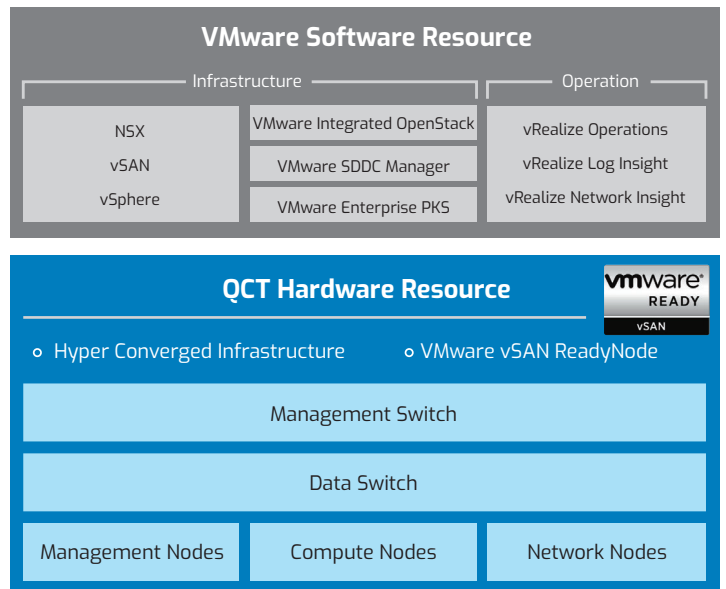 VMware Software Resource
Infrastructure
Operation
NSX
vSAN
vSphere
VMware Integrated OpenStack
VMware SDDC Manager
VMware Enterprise PKS
vRealize Operations
vRealize Log Insight
vRealize Network Insight
QCT Hardware Resource
vmware®
READY
vSAN
Hyper Converged Infrastructure
VMware vSAN ReadyNode
Management Switch
Data Switch
Management Nodes
Compute Nodes
Network Nodes